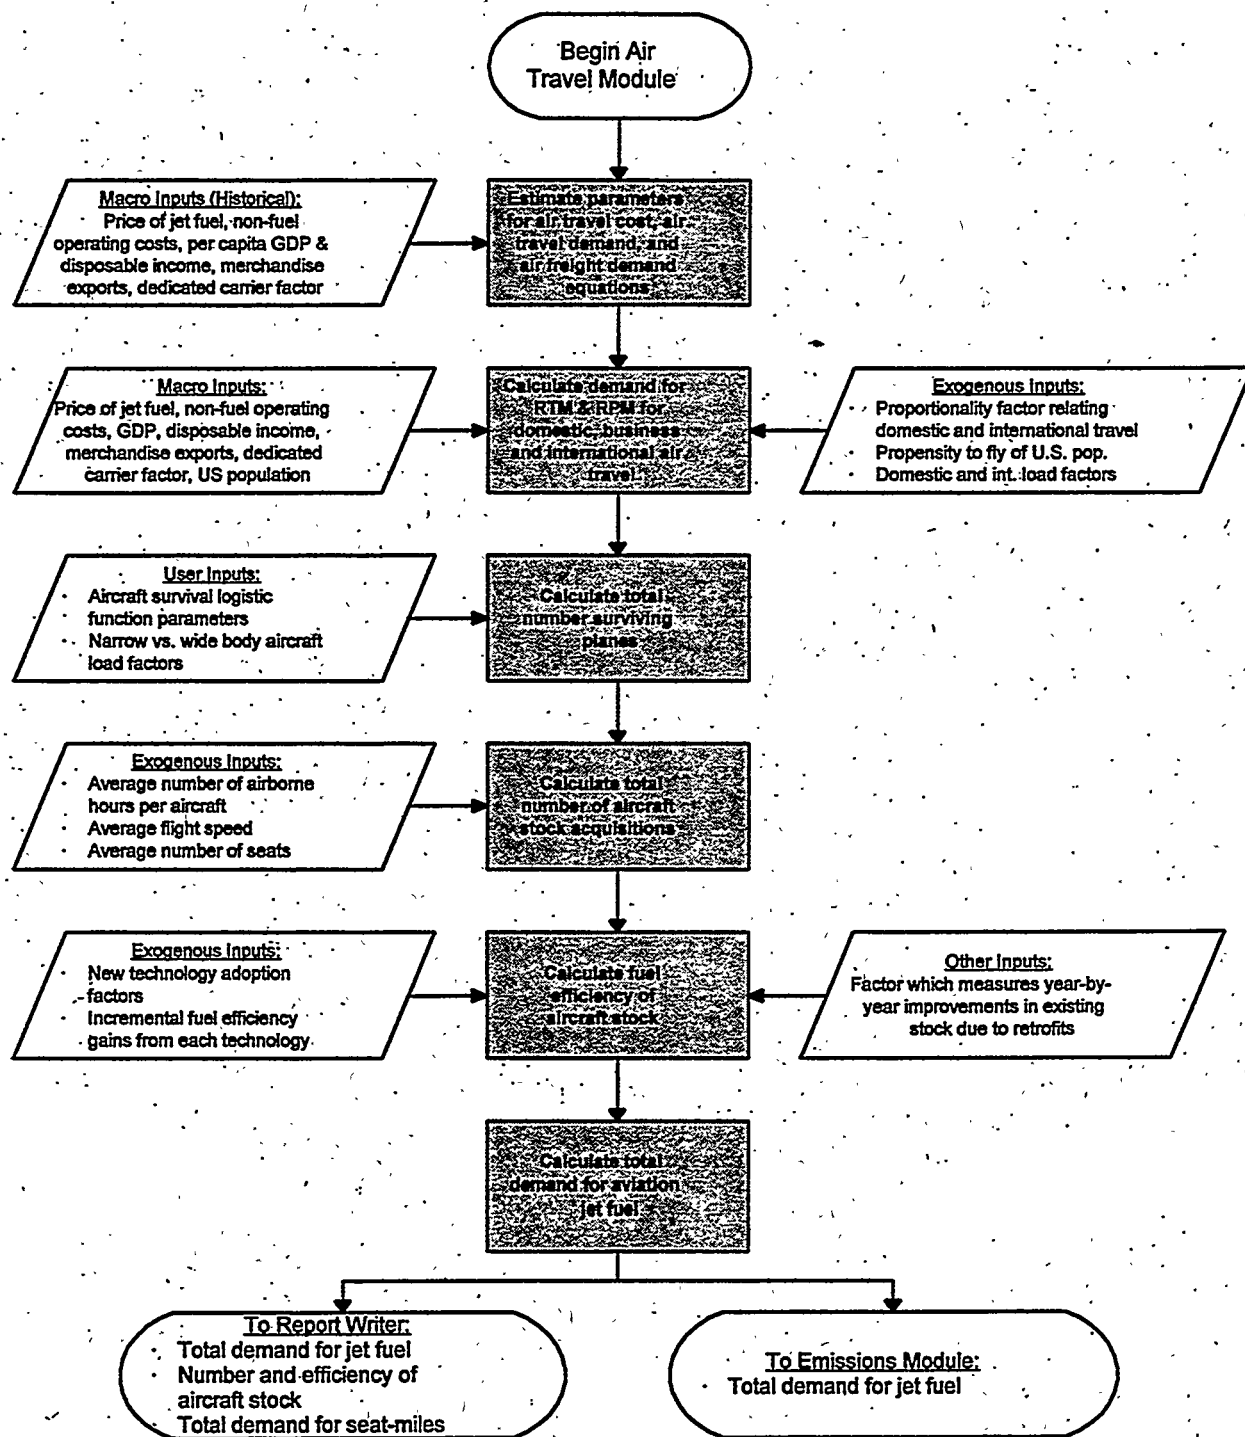 Begin Air
Travel Module
Macro Inputs (Historical):
Price of jet fuel, non-fuel
operating costs, per capita GDP &
disposable income, merchandise
exports, dedicated carrier factor
Estimate parameters
for air travel cost, air
travel demand, and
air freight demand
equations
Macro Inputs:
Price of jet fuel, non-fuel operating
costs, GDP, disposable income,
merchandise exports, dedicated
carrier factor, US population
Calculate demand for
RTM & RPM for
domestic, business
and international air
travel
Exogenous Inputs:
· Proportionality factor relating
domestic and international travel
· Propensity to fly of U.S. pop.
· Domestic and int. load factors
User Inputs:
· Aircraft survival logistic
function parameters
· Narrow vs. wide body aircraft
load factors
Calculate total
number surviving
planes
Exogenous Inputs:
· Average number of airborne
hours per aircraft
· Average flight speed
· Average number of seats
Calculate total
number of aircraft
stock acquisitions
Exogenous Inputs:
· New technology adoption
factors
· Incremental fuel efficiency
gains from each technology
Calculate fuel
efficiency of
aircraft stock
Other Inputs:
Factor which measures year-by-
year improvements in existing
stock due to retrofits
Calculate total
demand for aviation
jet fuel
To Report Writer:
· Total demand for jet fuel
· Number and efficiency of
aircraft stock
· Total demand for seat-miles
To Emissions Module:
· Total demand for jet fuel